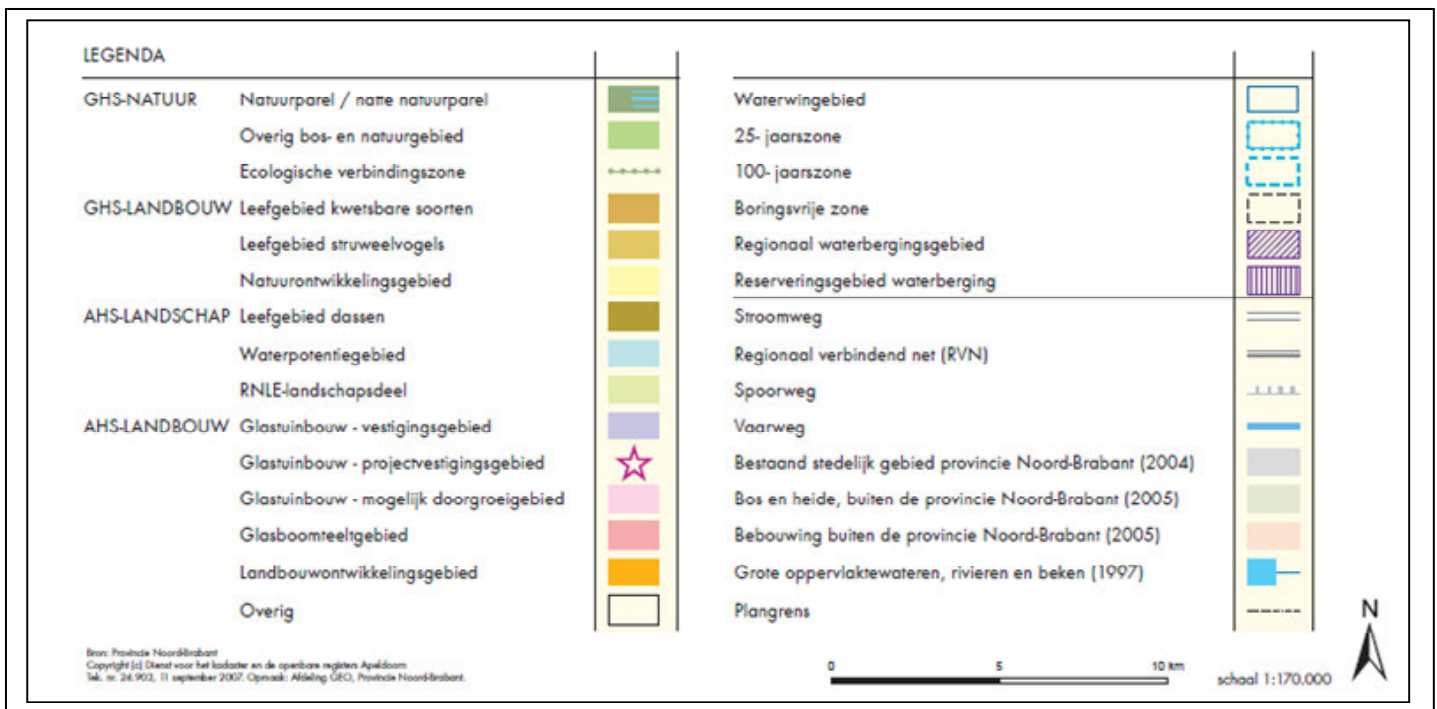 LEGENDA
GHS-NATUUR Natuurparel / natte natuurparel
Overig bos- en natuurgebied
Ecologische verbindingszone
GHS-LANDBOUW Leefgebied kwetsbare soorten
Leefgebied struweelvogels
Natuurontwikkelingsgebied
AHS-LANDSCHAP Leefgebied dassen
Waterpotentiegebied
RNLE-landschapsdeel
AHS-LANDBOUW Glastuinbouw - vestigingsgebied
Glastuinbouw - projectvestigingsgebied
Glastuinbouw - mogelijk doorgroeigebied
Glasboomteeltgebied
Landbouwontwikkelingsgebied
Overig
Waterwingebied
25- jaarszone
100- jaarszone
Boringsvrije zone
Regionaal waterbergingsgebied
Reserveringsgebied waterberging
Stroomweg
Regionaal verbindend net (RVN)
Spoorweg
Vaarweg
Bestaand stedelijk gebied provincie Noord-Brabant (2004)
Bos en heide, buiten de provincie Noord-Brabant (2005)
Bebouwing buiten de provincie Noord-Brabant (2005)
Grote oppervlaktewateren, rivieren en beken (1997)
Plangrens
Bron: Provincie Noord-Brabant
Copyright (c) Dienst voor het kadaster en de openbare registers Apeldoorn
Tek. nr. 24.903, 11 september 2007. Opmaak: Afdeling GEO, Provincie Noord-Brabant.
0 5 10 km
schaal 1:170.000
N